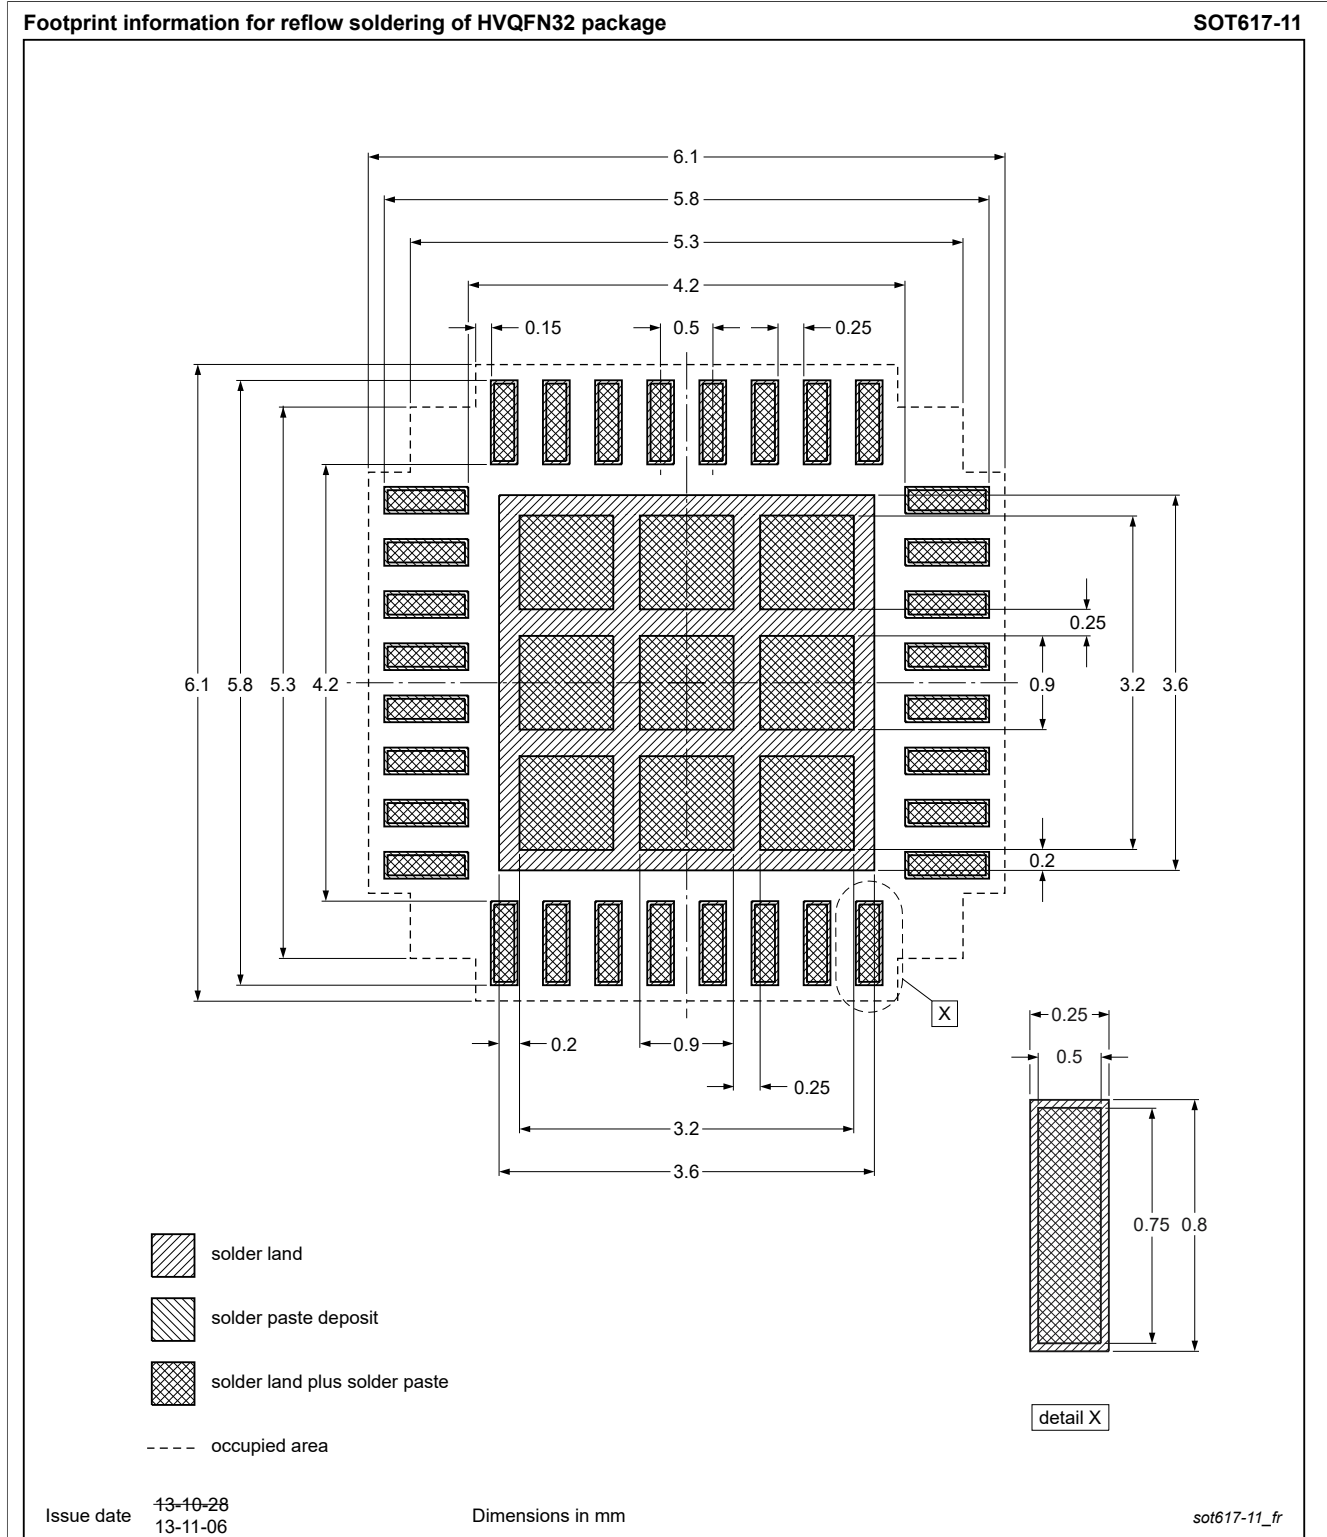 Footprint information for reflow soldering of HVQFN32 package SOT617-11
6.1
5.8
5.3
4.2
0.15 0.5 0.25
0.25
6.1 5.8 5.3 4.2 0.9 3.2 3.6
0.2
X
0.2 0.9
0.25
3.2
3.6
0.25
0.5
0.75 0.8
solder land
solder paste deposit
solder land plus solder paste
detail X
occupied area
Issue date 13-10-28
13-11-06
Dimensions in mm
sot617-11_fr